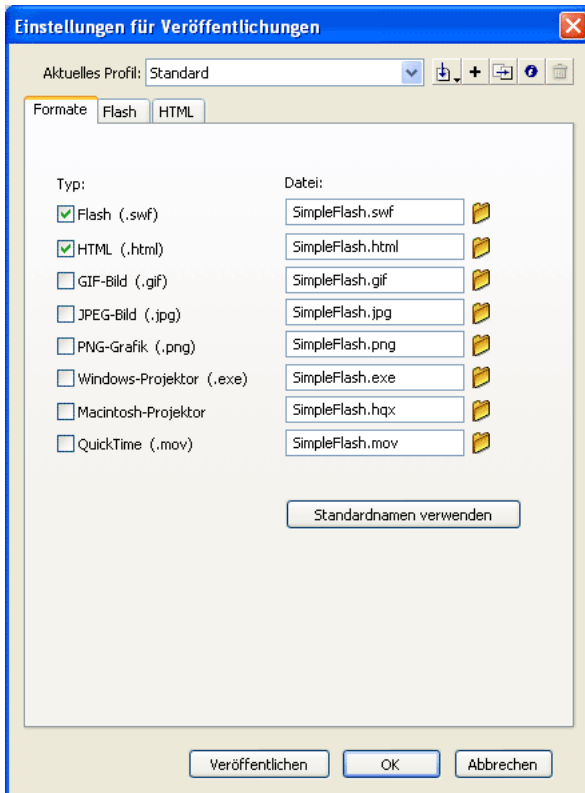 Einstellungen für Veröffentlichungen
Aktuelles Profil: Standard
Formate Flash HTML
Typ: Datei:
Flash (.swf) SimpleFlash.swf
HTML (.html) SimpleFlash.html
GIF-Bild (.gif) SimpleFlash.gif
JPEG-Bild (.jpg) SimpleFlash.jpg
PNG-Grafik (.png) SimpleFlash.png
Windows-Projektor (.exe) SimpleFlash.exe
Macintosh-Projektor SimpleFlash.hqx
QuickTime (.mov) SimpleFlash.mov
Standardnamen verwenden
Veröffentlichen OK Abbrechen